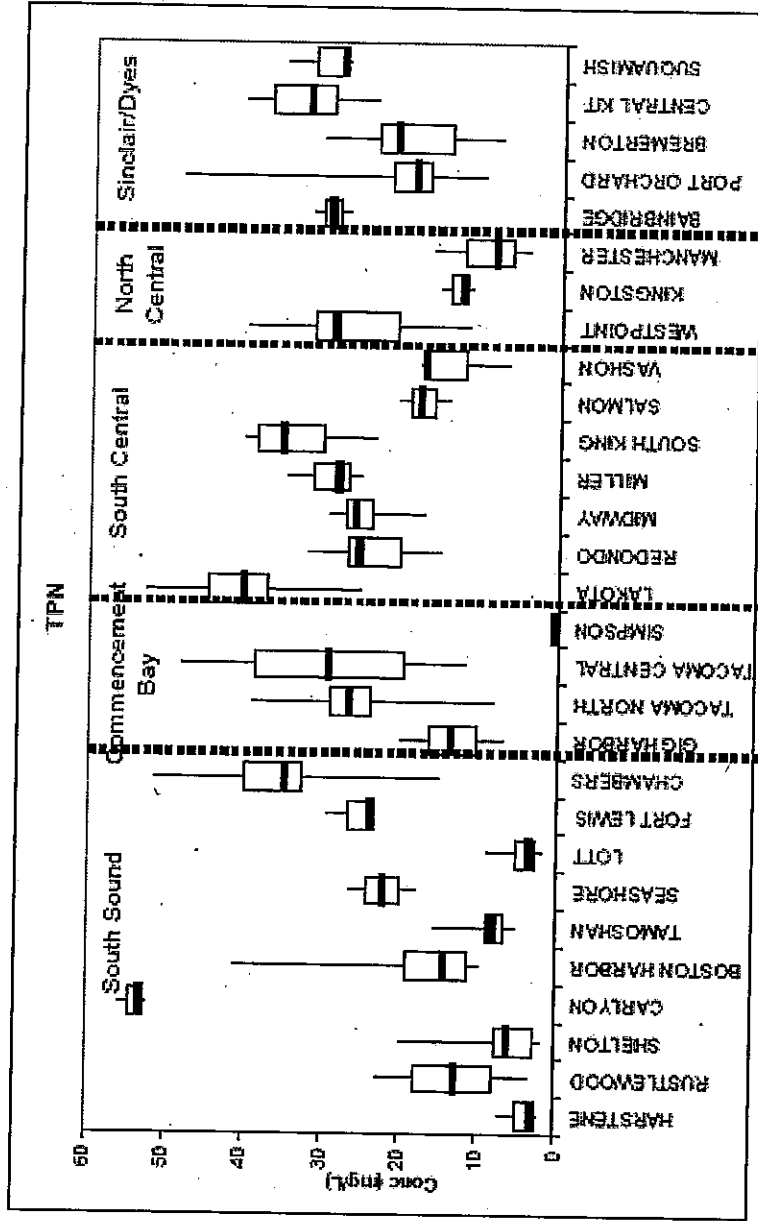 TPN
South Sound
Commencement
Bay
South Central
North
Central
Sinclair/Dyes
Conc (mg/L)
60
50
40
30
20
10
0
HARSTENE
RUSTLEWOOD
SHELTON
CARLYON
BOSTON HARBOR
TAMOSHAN
SEASHORE
LOTT
FORT LEWIS
CHAMBERS
GIG HARBOR
TACOMA NORTH
TACOMA CENTRAL
SIMPSON
LAKOTA
REDONDO
MIDWAY
MILLER
SOUTH KING
SALMON
VASHON
WESTPOINT
KINGSTON
MANCHESTER
BAINBRIDGE
PORT ORCHARD
BREMERTON
CENTRAL KIT
SUQUAMISH